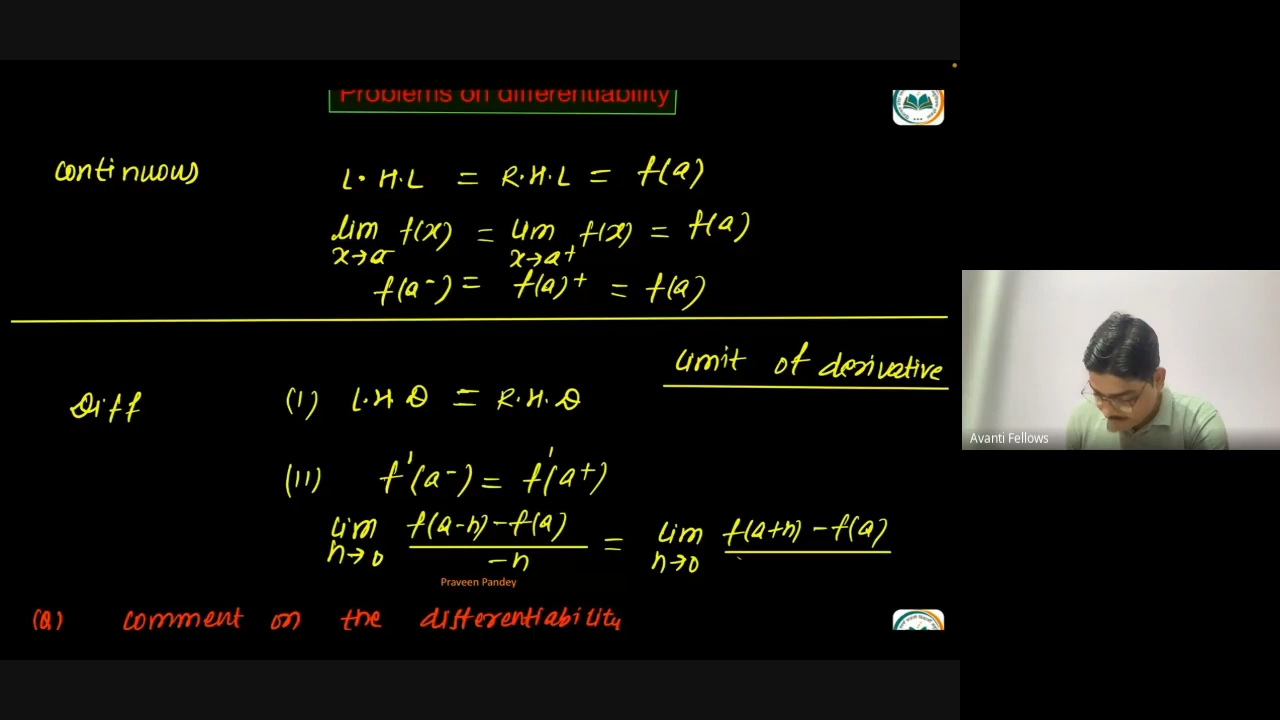 Problems on differentiability
continuous L.H.L = R.H.L = f(a)
lim x→a- f(x) = lim x→a+ f(x) = f(a)
f(a-) = f(a)+ = f(a)
Limit of derivative
Diff (I) L.H.D = R.H.D
(II) f'(a-) = f'(a+)
lim h→0 f(a-h)-f(a) / -h = lim h→0 f(a+h)-f(a)
Praveen Pandey
(Q) comment on the differentiability
Avanti Fellows